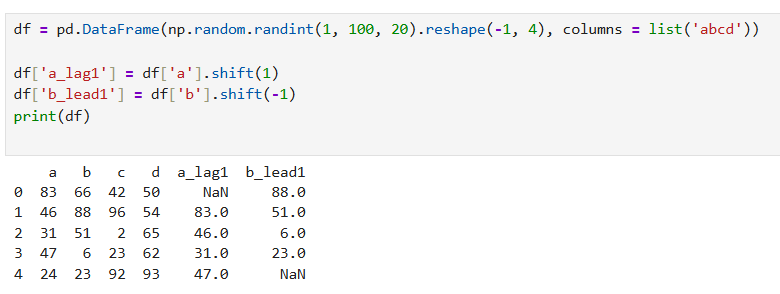 df = pd.DataFrame(np.random.randint(1, 100, 20).reshape(-1, 4), columns = list('abcd'))
df['a_lag1'] = df['a'].shift(1)
df['b_lead1'] = df['b'].shift(-1)
print(df)
a b c d a_lag1 b_lead1
0 83 66 42 50 NaN 88.0
1 46 88 96 54 83.0 51.0
2 31 51 2 65 46.0 6.0
3 47 6 23 62 31.0 23.0
4 24 23 92 93 47.0 NaN